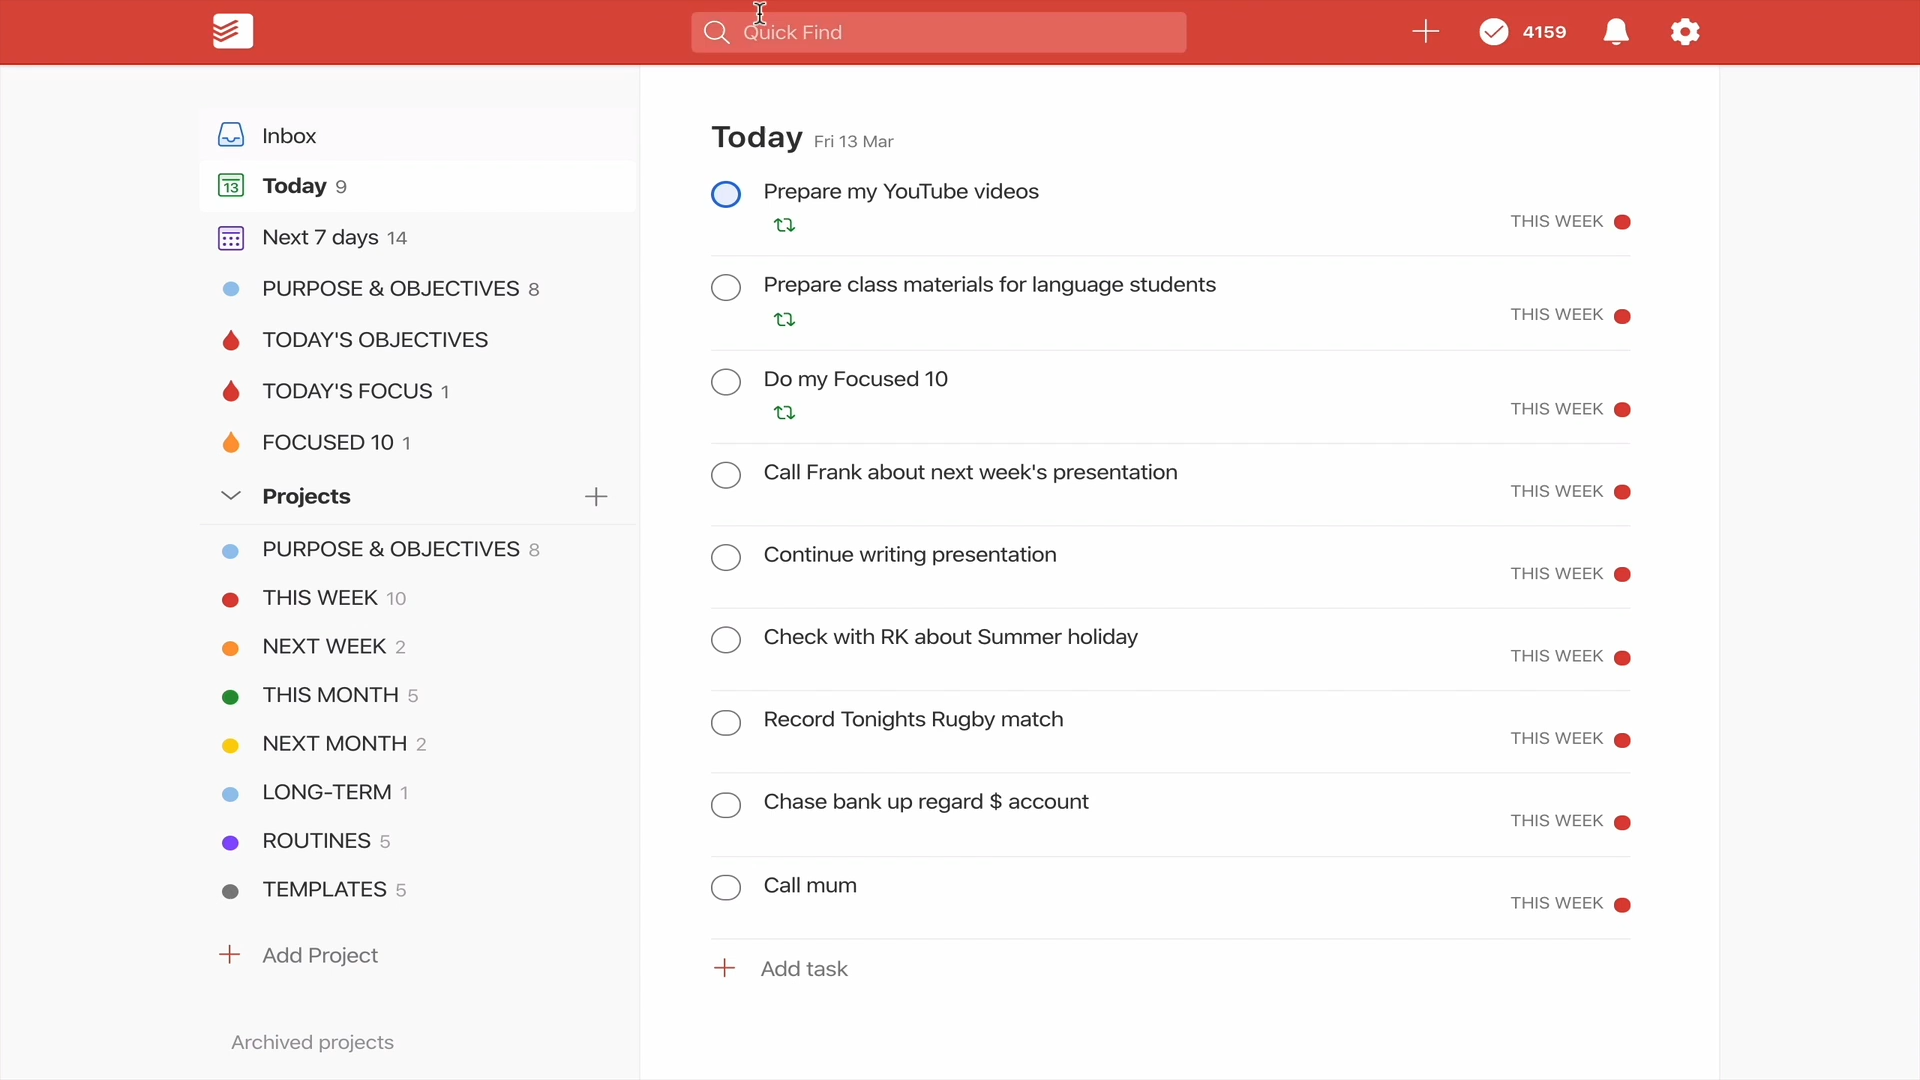 Quick Find
4159
Inbox
13
Today 9
Next 7 days 14
PURPOSE & OBJECTIVES 8
TODAY'S OBJECTIVES
TODAY'S FOCUS 1
FOCUSED 10 1
Projects
PURPOSE & OBJECTIVES 8
THIS WEEK 10
NEXT WEEK 2
THIS MONTH 5
NEXT MONTH 2
LONG-TERM 1
ROUTINES 5
TEMPLATES 5
Add Project
Archived projects
Today Fri 13 Mar
Prepare my YouTube videos
THIS WEEK
Prepare class materials for language students
THIS WEEK
Do my Focused 10
THIS WEEK
Call Frank about next week's presentation
THIS WEEK
Continue writing presentation
THIS WEEK
Check with RK about Summer holiday
THIS WEEK
Record Tonights Rugby match
THIS WEEK
Chase bank up regard $ account
THIS WEEK
Call mum
THIS WEEK
Add task